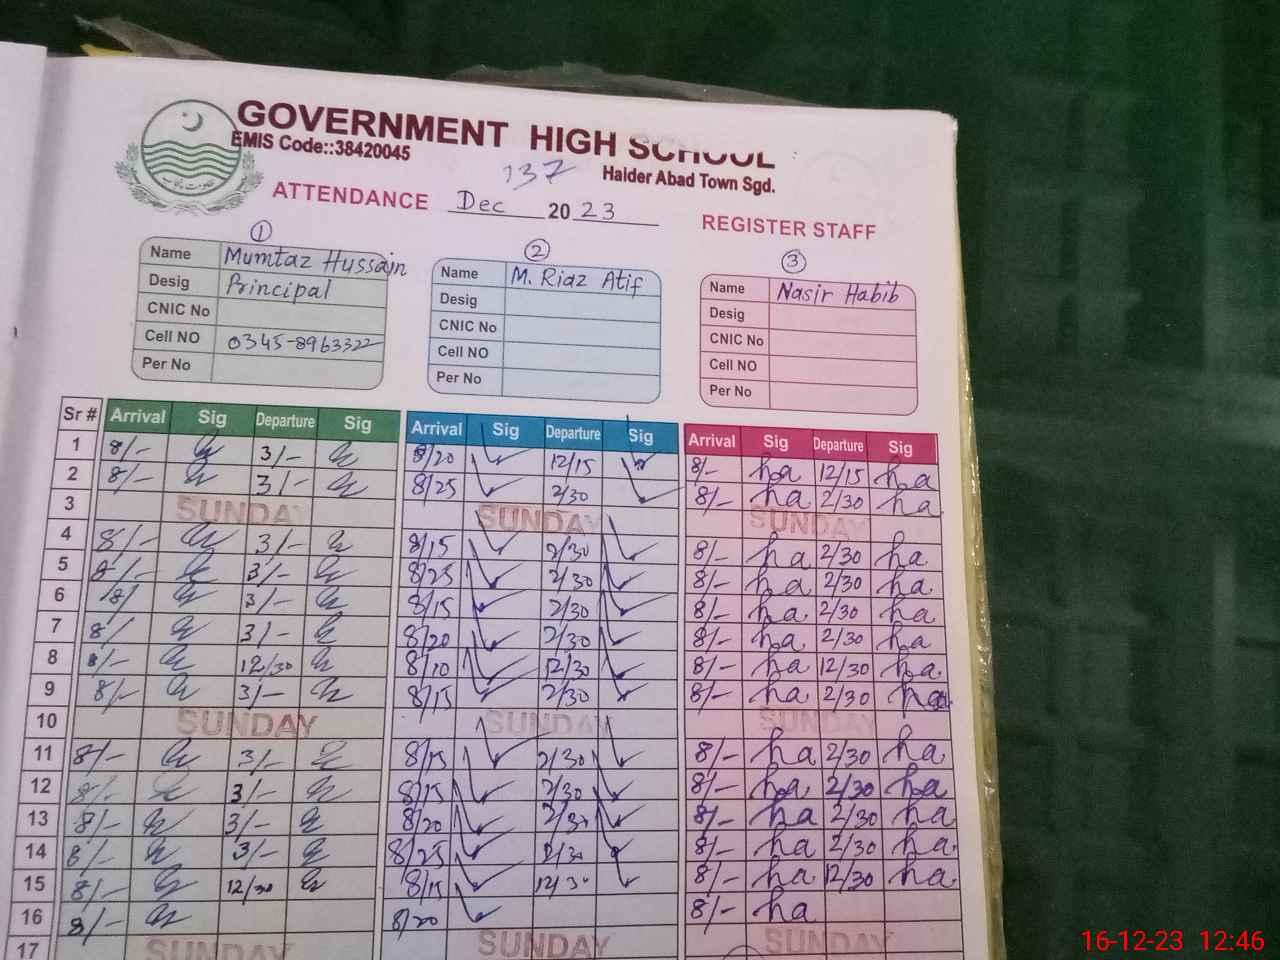 GOVERNMENT HIGH SCHOOL
EMIS Code::38420045
137
Haider Abad Town Sgd.
ATTENDANCE Dec 2023
REGISTER STAFF
1 2 3
Name Mumtaz Hussain
Desig Principal
CNIC No
Cell NO 0345-8963322
Per No
Name M. Riaz Atif
Desig
CNIC No
Cell NO
Per No
Name Nasir Habib
Desig
CNIC No
Cell NO
Per No
Sr # Arrival Sig Departure Sig Arrival Sig Departure Sig Arrival Sig Departure Sig
1 8/- 3/- 8/20 12/15 8/- ha 12/15 ha
2 8/- 3/- 8/25 2/30 8/- ha 2/30 ha
3 SUNDAY SUNDAY SUNDAY
4 8/- 3/- 8/15 2/30 8/- ha 2/30 ha
5 8/- 3/- 8/25 2/30 8/- ha 2/30 ha
6 8/ 3/- 8/15 2/30 8/- ha 2/30 ha
7 8/ 3/- 8/20 2/30 8/- ha 2/30 ha
8 8/- 12/30 8/10 12/30 8/- ha 12/30 ha
9 8/- 3/- 8/15 2/30 8/- ha 2/30 ha
10 SUNDAY SUNDAY SUNDAY
11 8/- 3/- 8/15 2/30 8/- ha 2/30 ha
12 8/- 3/- 8/15 2/30 8/- ha 2/30 ha
13 8/- 3/- 8/20 2/30 8/- ha 2/30 ha
14 8/- 3/- 8/25 2/30 8/- ha 2/30 ha
15 8/- 12/30 8/15 12/30 8/- ha 12/30 ha
16 8/- 8/20 8/- ha
17 SUNDAY SUNDAY SUNDAY
16-12-23 12:46